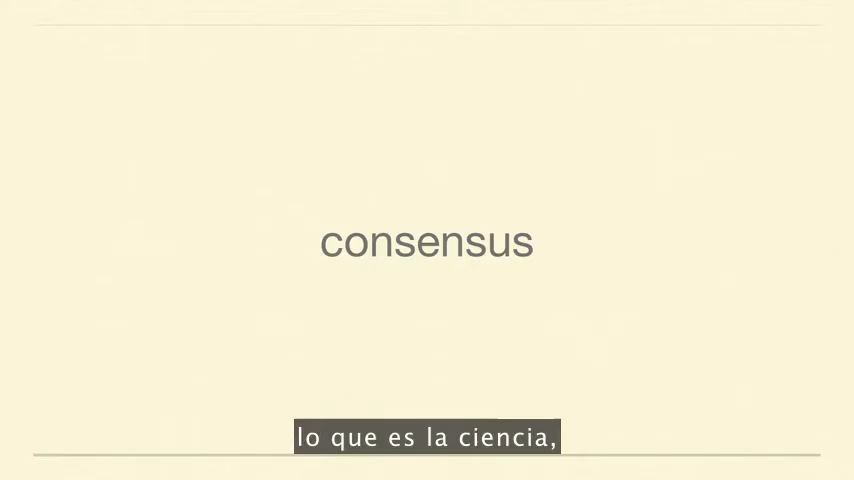 consensus
lo que es la ciencia,